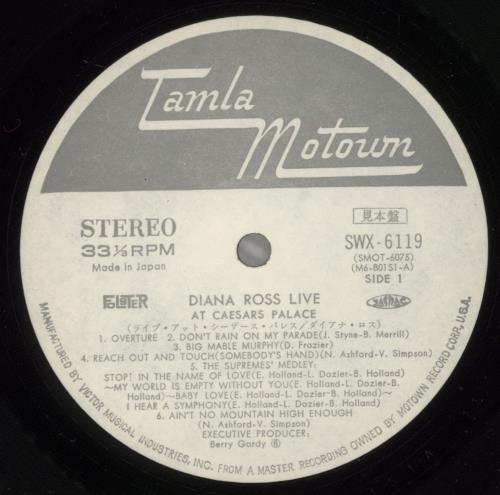 Tamla
Motown
STEREO
33⅓RPM
Made in Japan
見本盤
SWX-6119
(SMOT-6075)
(M6-801S1-A)
SIDE 1
DIANA ROSS LIVE
AT CAESARS PALACE
(ライブ・アット・シーザース・パレス/ダイアナ・ロス)
1. OVERTURE 2. DON'T RAIN ON MY PARADE(J. Styne-B. Merrill)
3. BIG MABLE MURPHY(D. Frazier)
4. REACH OUT AND TOUCH(SOMEBODY'S HAND)(N. Ashford-V. Simpson)
5. THE SUPREMES' MEDLEY:
STOP! IN THE NAME OF LOVE(E. Holland-L. Dozier-B. Holland)
~MY WORLD IS EMPTY WITHOUT YOU(E. Holland-L. Dozier-B.
Holland)~BABY LOVE(E. Holland-L. Dozier-B. Holland)~
I HEAR A SYMPHONY(E. Holland-L. Dozier-B. Holland)
6. AIN'T NO MOUNTAIN HIGH ENOUGH
(N. Ashford-V. Simpson)
EXECUTIVE PRODUCER:
Berry Gordy
MANUFACTURED BY VICTOR MUSICAL INDUSTRIES, INC. FROM A MASTER RECORDING OWNED BY MOTOWN RECORD CORP., U.S.A.